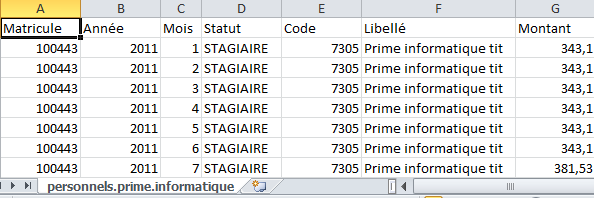 A B C D E F G
Matricule Année Mois Statut Code Libellé Montant
100443 2011 1 STAGIAIRE 7305 Prime informatique tit 343,1
100443 2011 2 STAGIAIRE 7305 Prime informatique tit 343,1
100443 2011 3 STAGIAIRE 7305 Prime informatique tit 343,1
100443 2011 4 STAGIAIRE 7305 Prime informatique tit 343,1
100443 2011 5 STAGIAIRE 7305 Prime informatique tit 343,1
100443 2011 6 STAGIAIRE 7305 Prime informatique tit 343,1
100443 2011 7 STAGIAIRE 7305 Prime informatique tit 381,53
personnels.prime.informatique